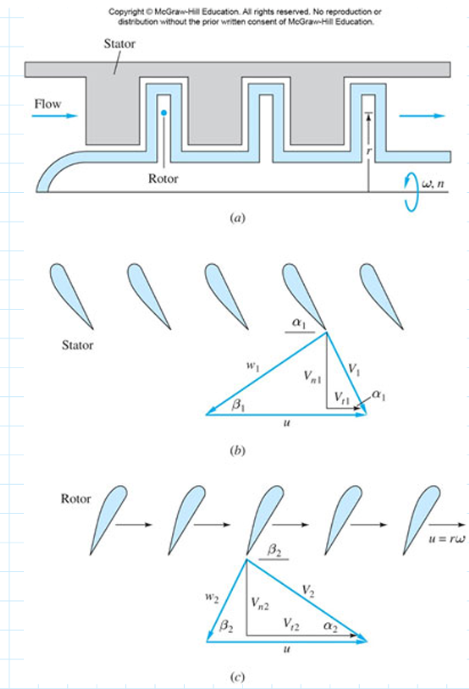 Copyright © McGraw-Hill Education. All rights reserved. No reproduction or
distribution without the prior written consent of McGraw-Hill Education.
Stator
Flow
r
Rotor
ω, n
(a)
α₁
Stator
w₁
Vₙ₁
V₁
Vₜ₁
α₁
β₁
u
(b)
Rotor
u = rω
β₂
w₂
Vₙ₂
V₂
β₂
Vₜ₂
α₂
u
(c)